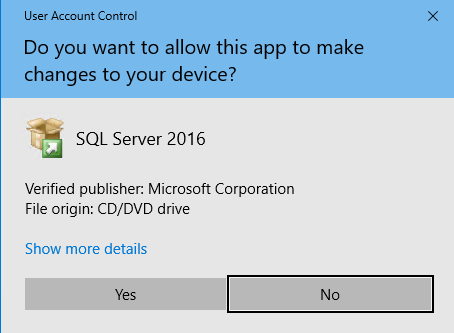 User Account Control
Do you want to allow this app to make
changes to your device?
SQL Server 2016
Verified publisher: Microsoft Corporation
File origin: CD/DVD drive
Show more details
Yes
No